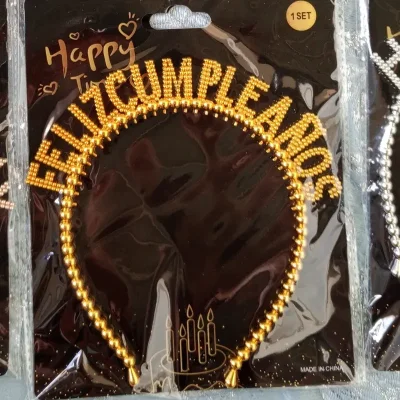 Happy
1 SET
FELIZCUMPLEAÑOS
MADE IN CHINA